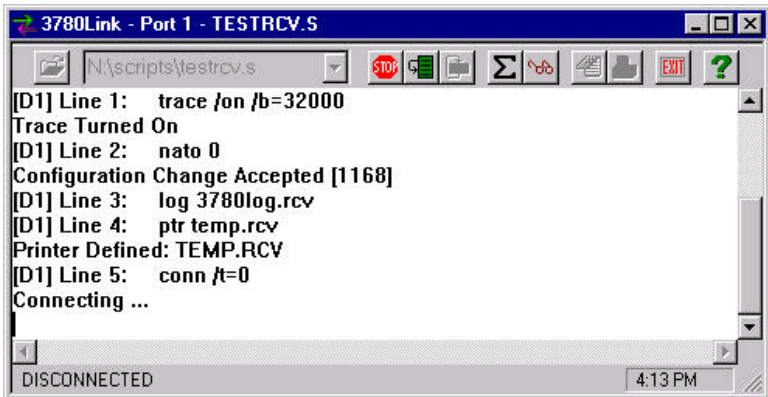 3780Link - Port 1 - TESTRCV.S
N:\scripts\testrcv.s
STOP
Σ
EXIT
?
[D1] Line 1: trace /on /b=32000
Trace Turned On
[D1] Line 2: nato 0
Configuration Change Accepted [1168]
[D1] Line 3: log 3780log.rcv
[D1] Line 4: ptr temp.rcv
Printer Defined: TEMP.RCV
[D1] Line 5: conn /t=0
Connecting ...
DISCONNECTED
4:13 PM